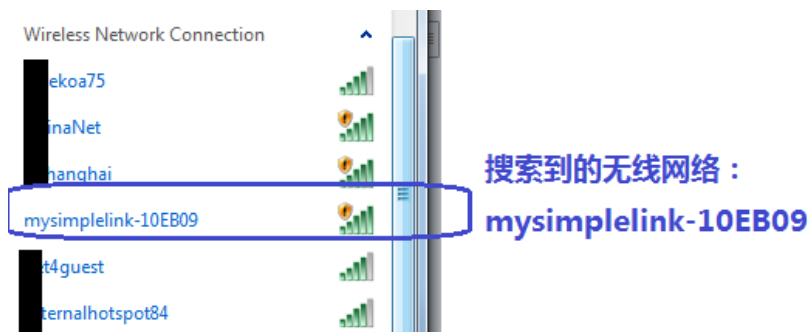 Wireless Network Connection
ekoa75
inaNet
hanghai
mysimplelink-10EB09
t4guest
ternalhotspot84
搜索到的无线网络：
mysimplelink-10EB09